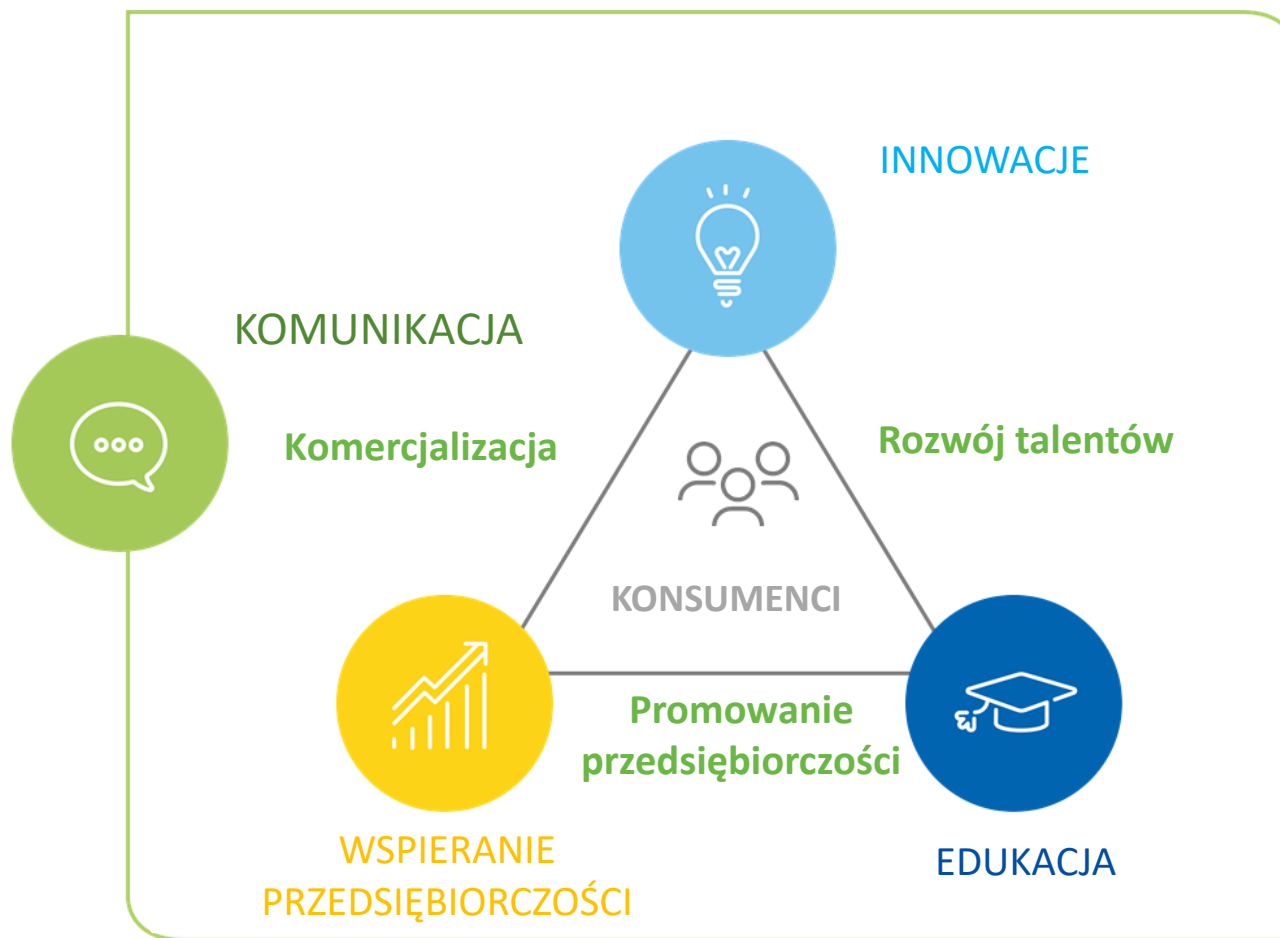 INNOWACJE
KOMUNIKACJA
Komercjalizacja
Rozwój talentów
KONSUMENCI
Promowanie
przedsiębiorczości
WSPIERANIE
PRZEDSIĘBIORCZOŚCI
EDUKACJA